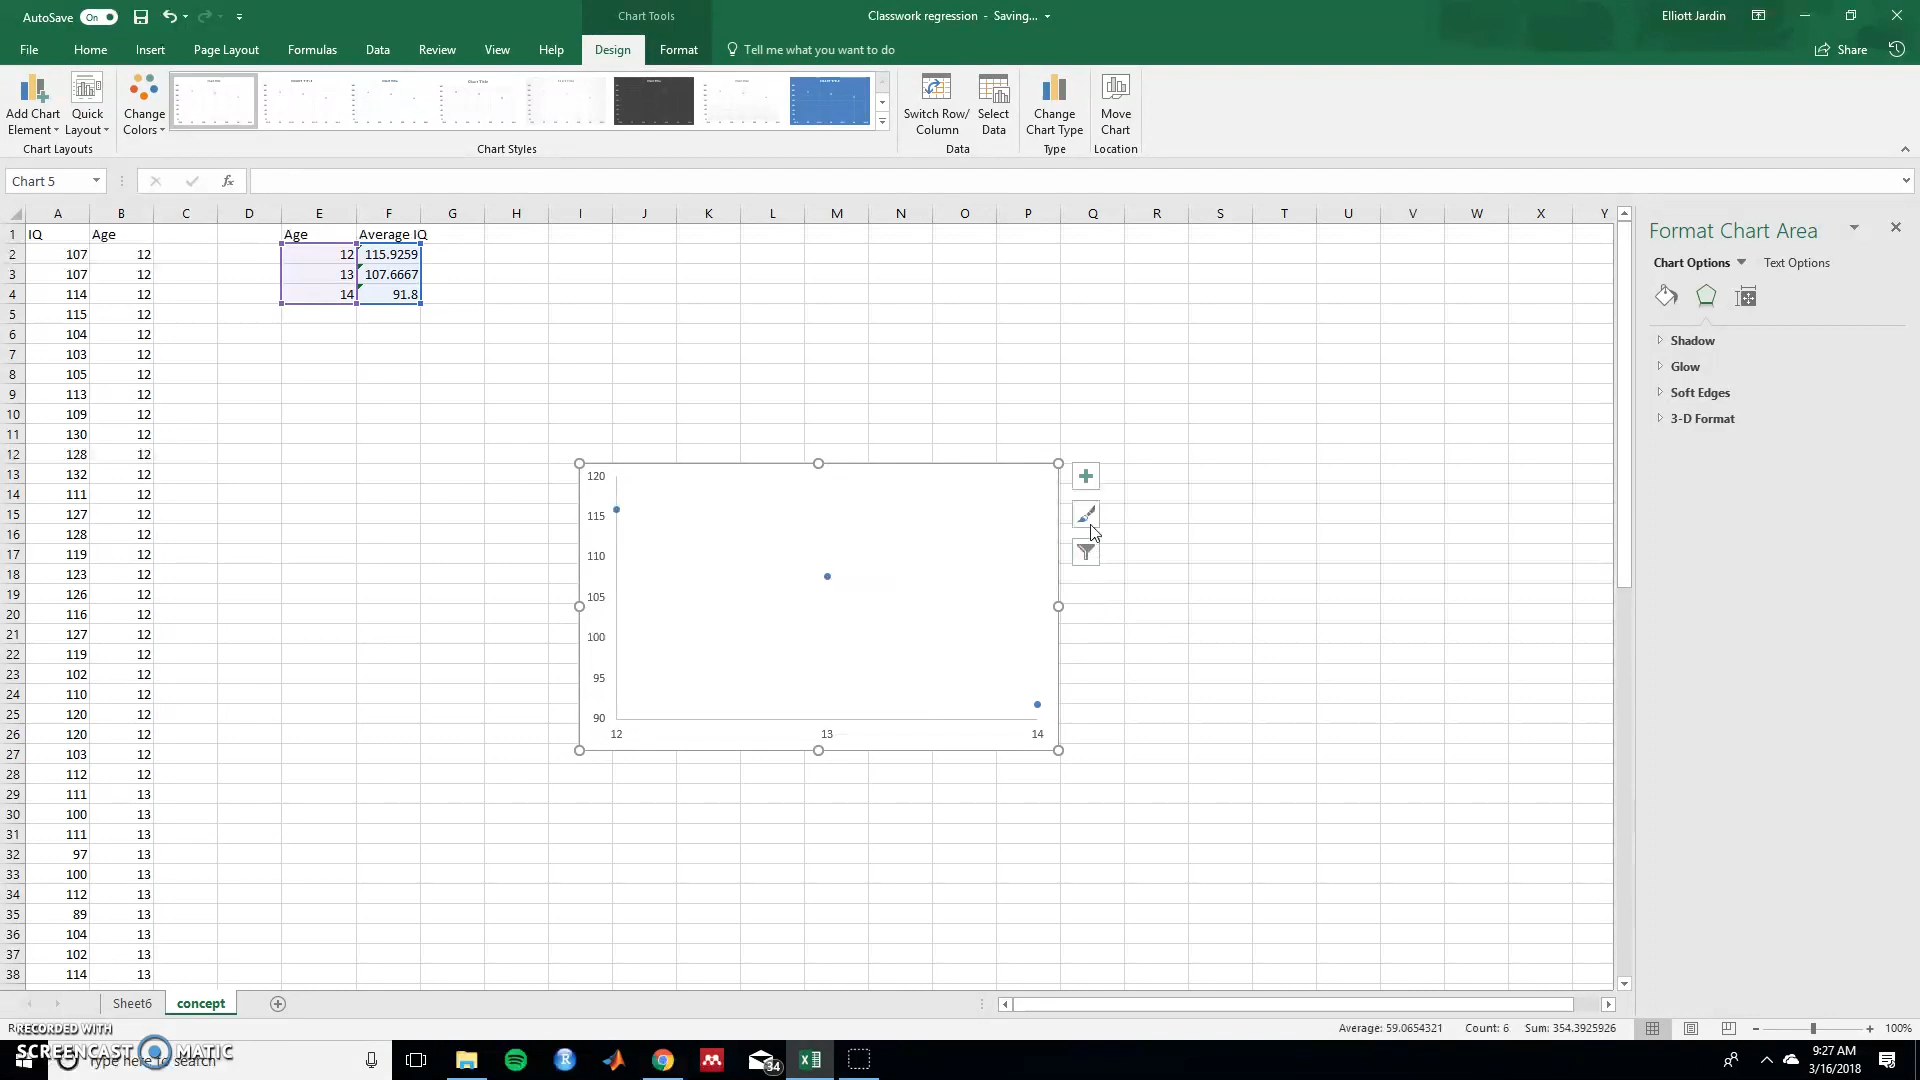 AutoSave On Chart Tools Classwork regression - Saving... Elliott Jardin
File Home Insert Page Layout Formulas Data Review View Help Design Format Tell me what you want to do Share
Add Chart Element Quick Layout Change Colors Switch Row/ Column Select Data Change Chart Type Move Chart
Chart Layouts Chart Styles Data Type Location
Chart 5 fx
A B C D E F G H I J K L M N O P Q R S T U V W X Y
1 IQ Age Age Average IQ
2 107 12 12 115.9259
3 107 12 13 107.6667
4 114 12 14 91.8
5 115 12
6 104 12
7 103 12
8 105 12
9 113 12
10 109 12
11 130 12
12 128 12
13 132 12
14 111 12
15 127 12
16 128 12
17 119 12
18 123 12
19 126 12
20 116 12
21 127 12
22 119 12
23 102 12
24 110 12
25 120 12
26 120 12
27 103 12
28 112 12
29 111 13
30 100 13
31 111 13
32 97 13
33 100 13
34 112 13
35 89 13
36 104 13
37 102 13
38 114 13
120
115
110
105
100
95
90
12 13 14
Format Chart Area
Chart Options Text Options
Shadow
Glow
Soft Edges
3-D Format
Sheet6 concept
Average: 59.0654321 Count: 6 Sum: 354.3925926 100%
RECORDED WITH
SCREENCAST MATIC
Type here to search
34
9:27 AM
3/16/2018